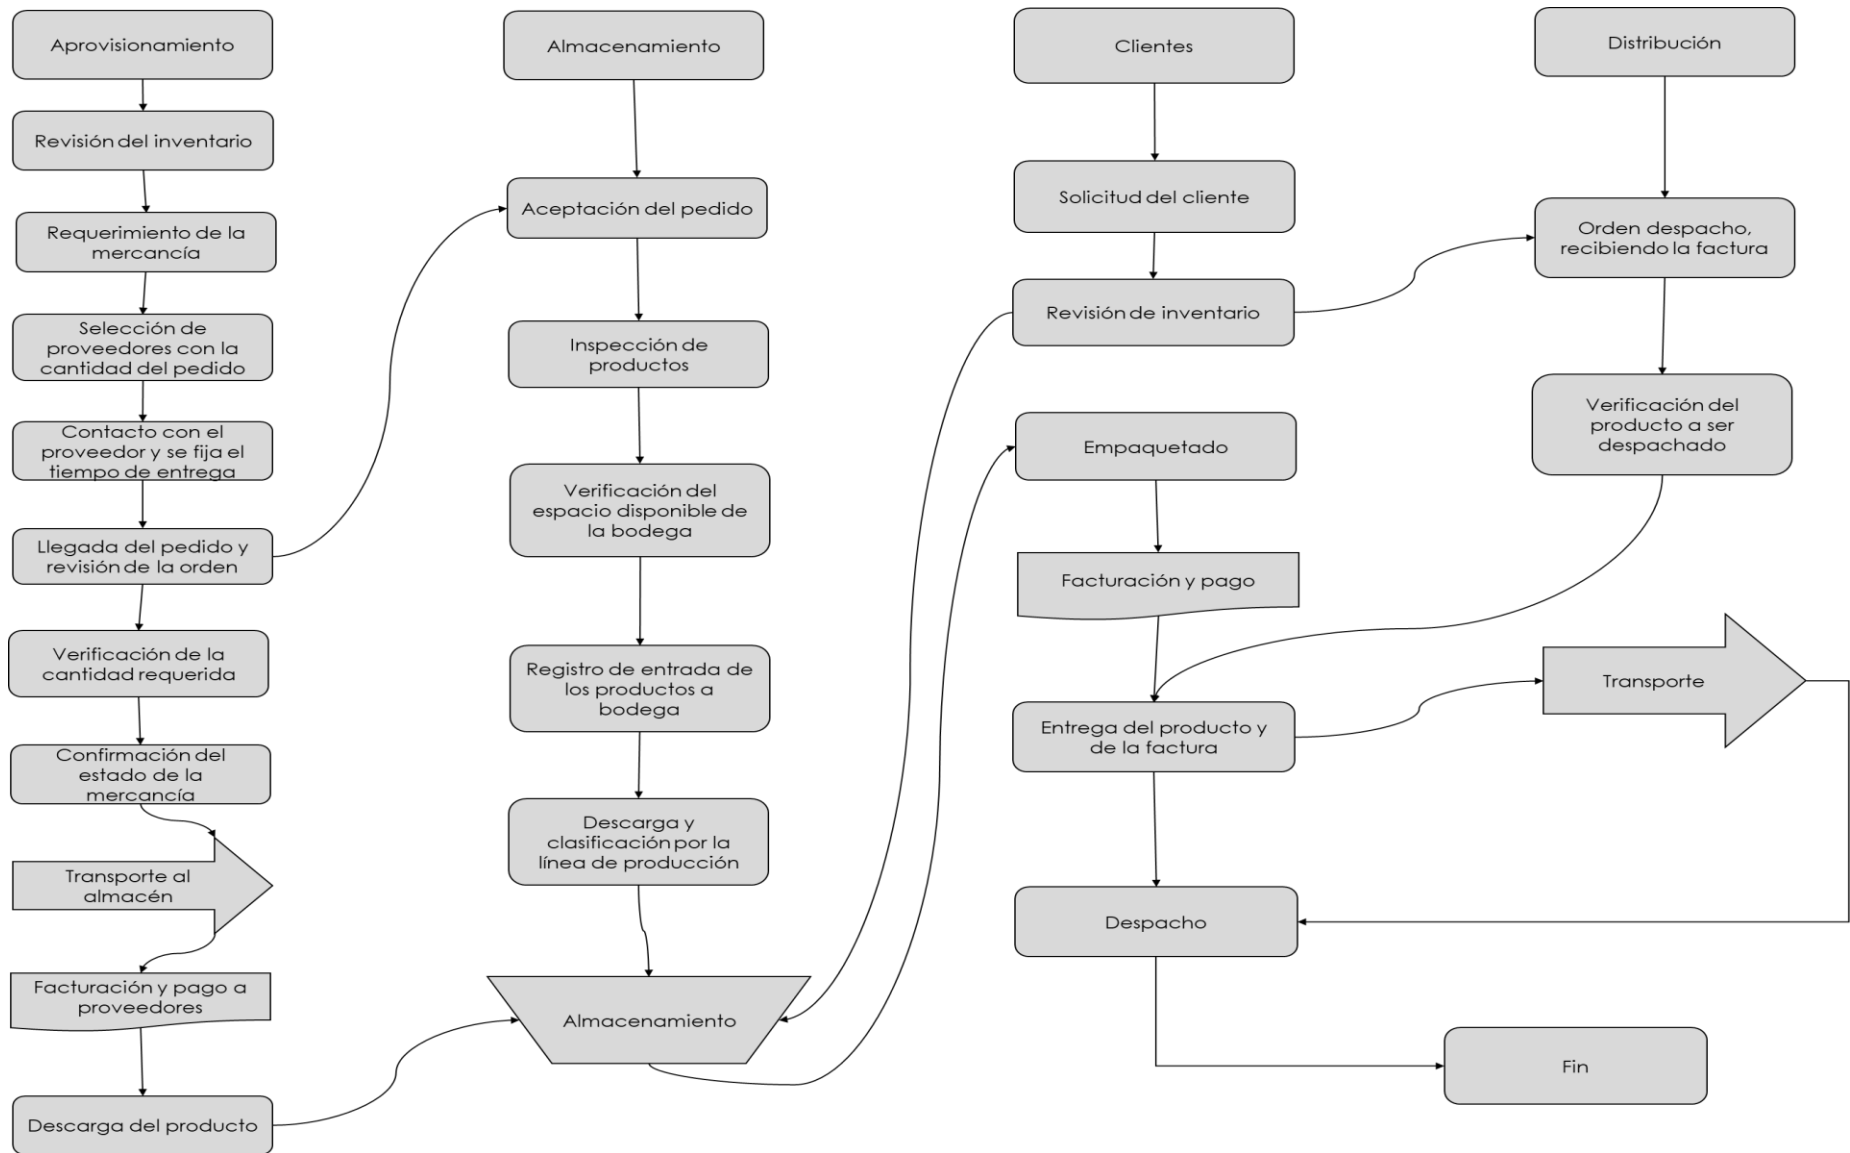 Aprovisionamiento
Revisión del inventario
Requerimiento de la
mercancía
Selección de
proveedores con la
cantidad del pedido
Contacto con el
proveedor y se fija el
tiempo de entrega
Llegada del pedido y
revisión de la orden
Verificación de la
cantidad requerida
Confirmación del
estado de la
mercancía
Transporte al
almacén
Facturación y pago a
proveedores
Descarga del producto
Almacenamiento
Aceptación del pedido
Inspección de
productos
Verificación del
espacio disponible de
la bodega
Registro de entrada de
los productos a
bodega
Descarga y
clasificación por la
línea de producción
Almacenamiento
Clientes
Solicitud del cliente
Revisión de inventario
Empaquetado
Facturación y pago
Entrega del producto y
de la factura
Despacho
Distribución
Orden despacho,
recibiendo la factura
Verificación del
producto a ser
despachado
Transporte
Fin